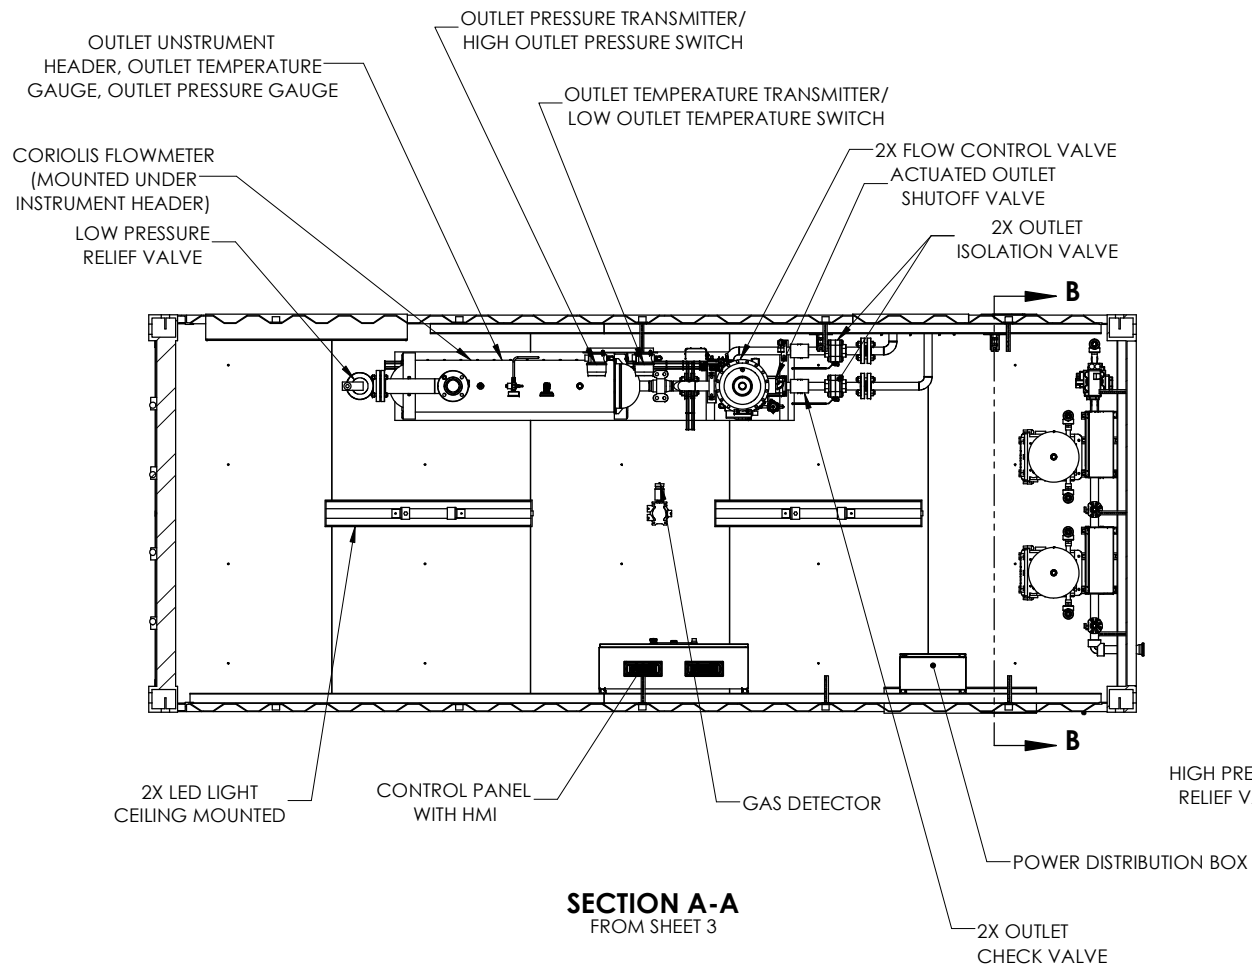 OUTLET PRESSURE TRANSMITTER/
HIGH OUTLET PRESSURE SWITCH
OUTLET UNSTRUMENT
HEADER, OUTLET TEMPERATURE
GAUGE, OUTLET PRESSURE GAUGE
OUTLET TEMPERATURE TRANSMITTER/
LOW OUTLET TEMPERATURE SWITCH
CORIOLIS FLOWMETER
(MOUNTED UNDER
INSTRUMENT HEADER)
2X FLOW CONTROL VALVE
ACTUATED OUTLET
SHUTOFF VALVE
LOW PRESSURE
RELIEF VALVE
2X OUTLET
ISOLATION VALVE
B
B
2X LED LIGHT
CEILING MOUNTED
CONTROL PANEL
WITH HMI
GAS DETECTOR
HIGH PRE
RELIEF V
POWER DISTRIBUTION BOX
SECTION A-A
FROM SHEET 3
2X OUTLET
CHECK VALVE